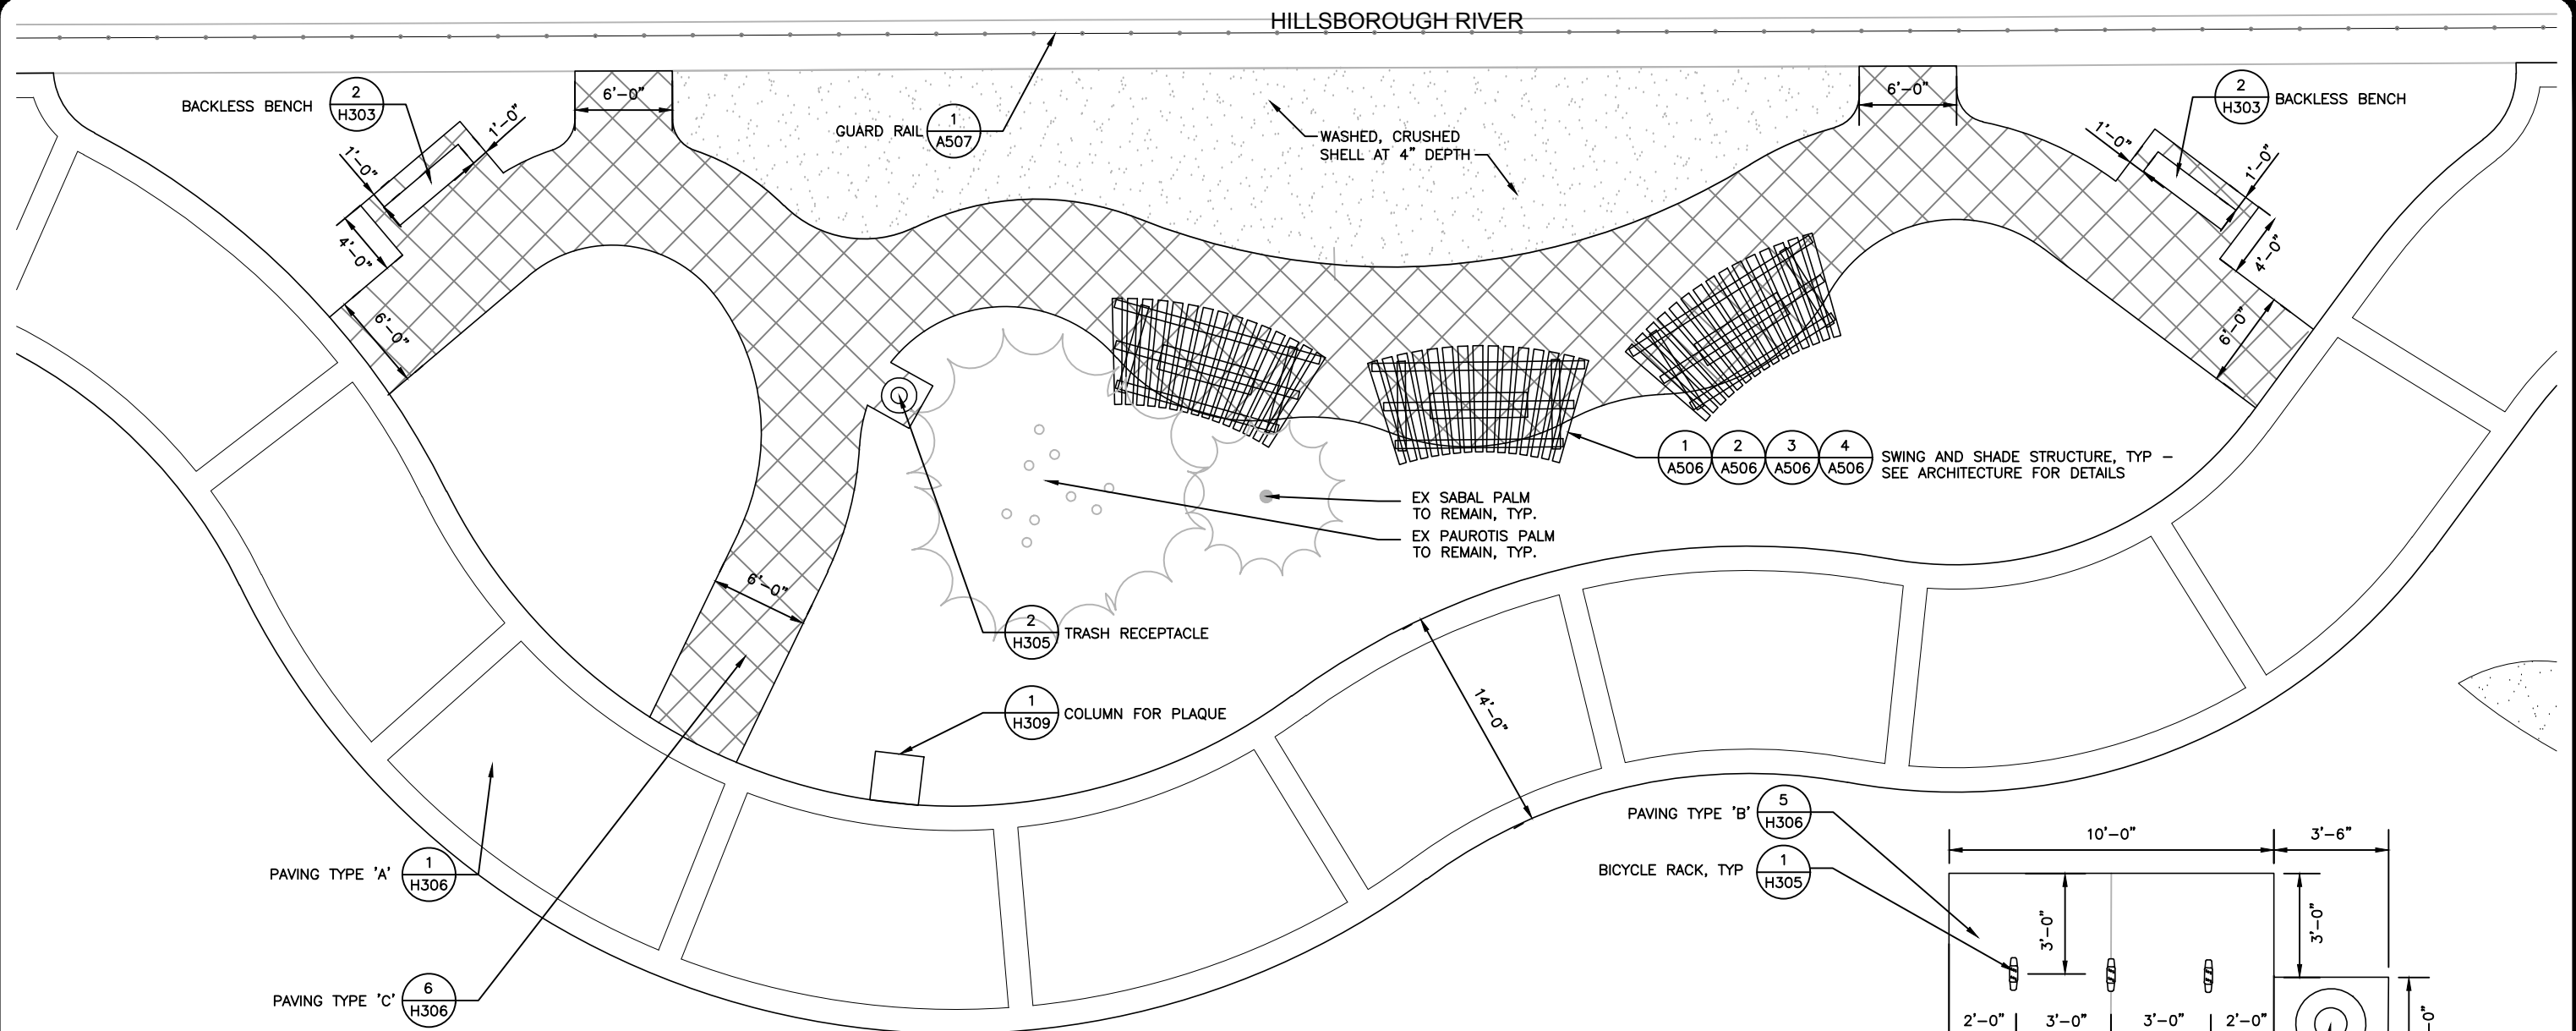 HILLSBOROUGH RIVER
BACKLESS BENCH
2
H303
1'-0"
1'-0"
4'-0"
6'-0"
6'-0"
GUARD RAIL
1
A507
WASHED, CRUSHED
SHELL AT 4" DEPTH
6'-0"
2
H303
BACKLESS BENCH
1'-0"
1'-0"
4'-0"
6'-0"
1
A506
2
A506
3
A506
4
A506
SWING AND SHADE STRUCTURE, TYP -
SEE ARCHITECTURE FOR DETAILS
EX SABAL PALM
TO REMAIN, TYP.
EX PAUROTIS PALM
TO REMAIN, TYP.
6'-0"
2
H305
TRASH RECEPTACLE
1
H309
COLUMN FOR PLAQUE
14'-0"
PAVING TYPE 'A'
1
H306
PAVING TYPE 'C'
6
H306
PAVING TYPE 'B'
5
H306
BICYCLE RACK, TYP
1
H305
10'-0"
3'-6"
3'-0"
3'-0"
2'-0"
3'-0"
3'-0"
2'-0"